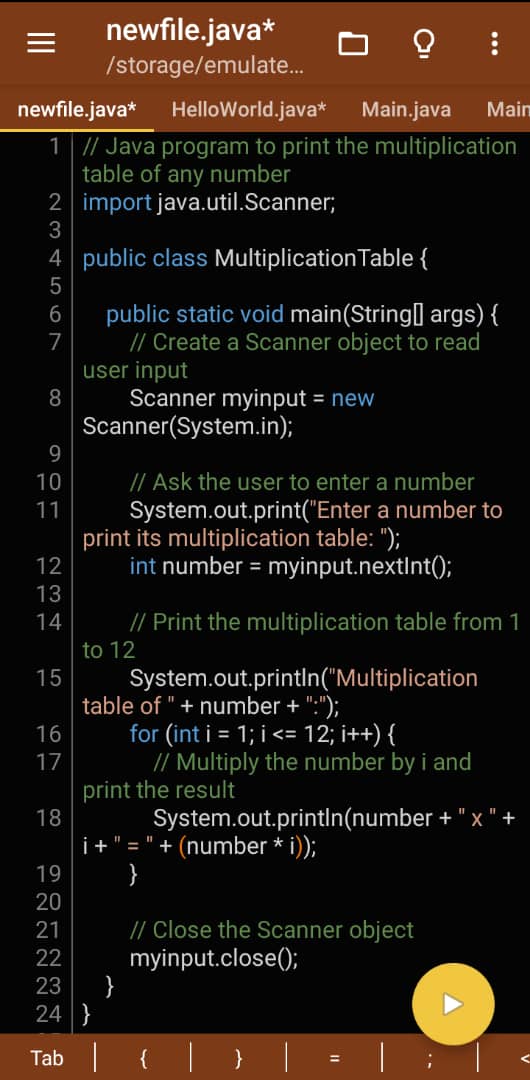 newfile.java*
/storage/emulate...
newfile.java* HelloWorld.java* Main.java Main
1 // Java program to print the multiplication
table of any number
2 import java.util.Scanner;
3
4 public class MultiplicationTable {
5
6 public static void main(String[] args) {
7 // Create a Scanner object to read
user input
8 Scanner myinput = new
Scanner(System.in);
9
10 // Ask the user to enter a number
11 System.out.print("Enter a number to
print its multiplication table: ");
12 int number = myinput.nextInt();
13
14 // Print the multiplication table from 1
to 12
15 System.out.println("Multiplication
table of " + number + ":");
16 for (int i = 1; i <= 12; i++) {
17 // Multiply the number by i and
print the result
18 System.out.println(number + " x " +
i + " = " + (number * i));
19 }
20
21 // Close the Scanner object
22 myinput.close();
23 }
24 }
Tab | { | } | = | ; | <